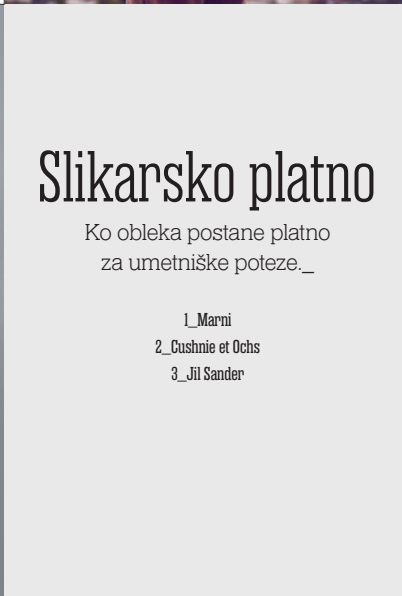 Slikarsko platno
Ko obleka postane platno
za umetniške poteze._
1_Marni
2_Cushnie et Ochs
3_Jil Sander